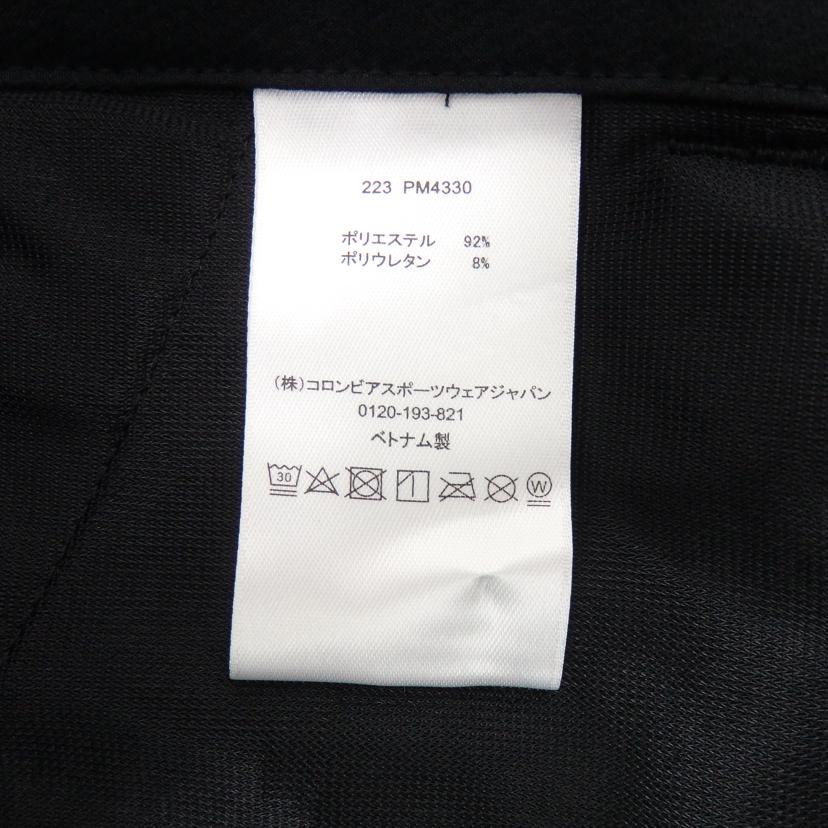 223 PM4330
ポリエステル 92%
ポリウレタン 8%
(株)コロンビアスポーツウェアジャパン
0120-193-821
ベトナム製
30 W